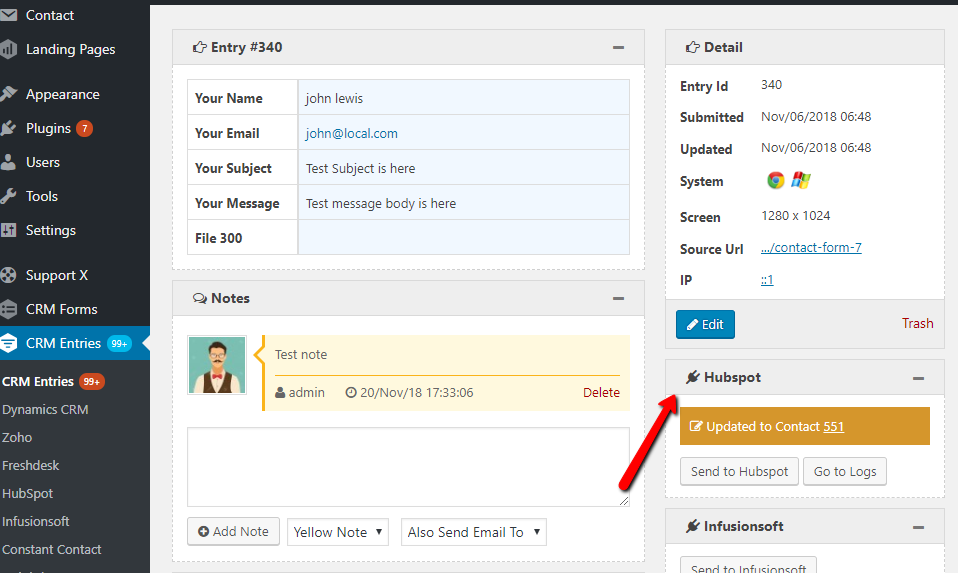 Contact
Landing Pages
Appearance
Plugins 7
Users
Tools
Settings
Support X
CRM Forms
CRM Entries 99+
CRM Entries 99+
Dynamics CRM
Zoho
Freshdesk
HubSpot
Infusionsoft
Constant Contact
Entry #340
Your Name john lewis
Your Email john@local.com
Your Subject Test Subject is here
Your Message Test message body is here
File 300
Notes
Test note
admin 20/Nov/18 17:33:06 Delete
Add Note Yellow Note Also Send Email To
Detail
Entry Id 340
Submitted Nov/06/2018 06:48
Updated Nov/06/2018 06:48
System
Screen 1280 x 1024
Source Url .../contact-form-7
IP ::1
Edit Trash
Hubspot
Updated to Contact 551
Send to Hubspot Go to Logs
Infusionsoft
Send to Infusionsoft